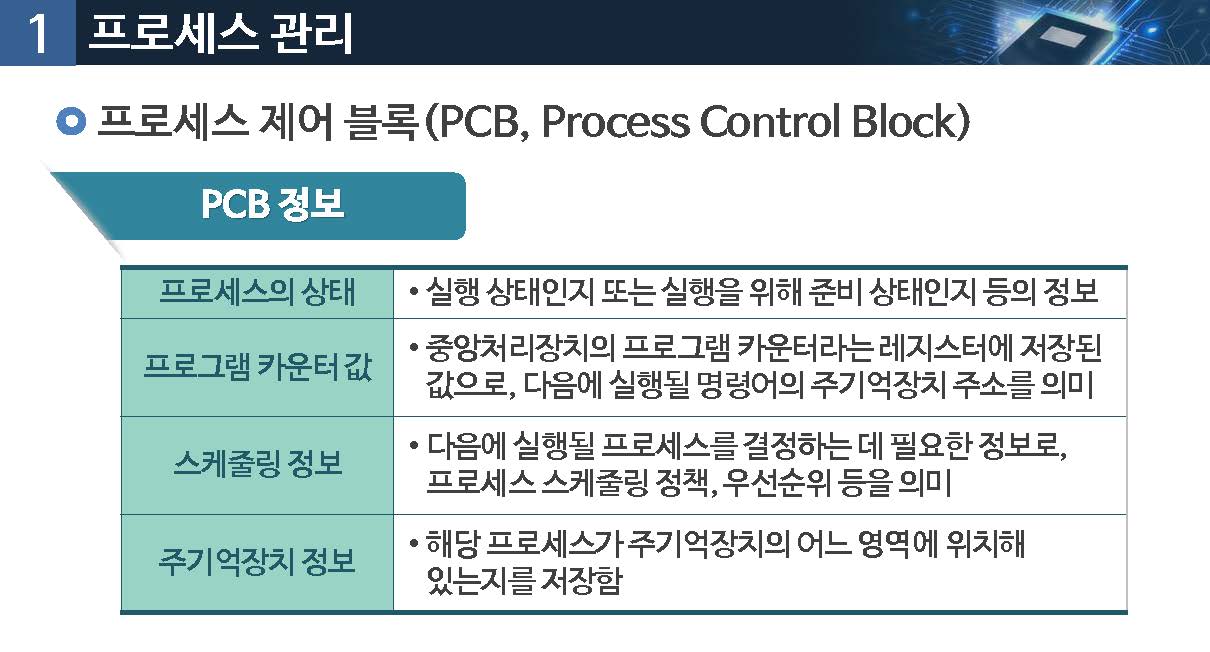 1 프로세스 관리
프로세스 제어 블록(PCB, Process Control Block)
PCB 정보
프로세스의 상태
• 실행 상태인지 또는 실행을 위해 준비 상태인지 등의 정보
프로그램 카운터 값
• 중앙처리장치의 프로그램 카운터라는 레지스터에 저장된
값으로, 다음에 실행될 명령어의 주기억장치 주소를 의미
스케줄링 정보
• 다음에 실행될 프로세스를 결정하는 데 필요한 정보로,
프로세스 스케줄링 정책, 우선순위 등을 의미
주기억장치 정보
• 해당 프로세스가 주기억장치의 어느 영역에 위치해
있는지를 저장함